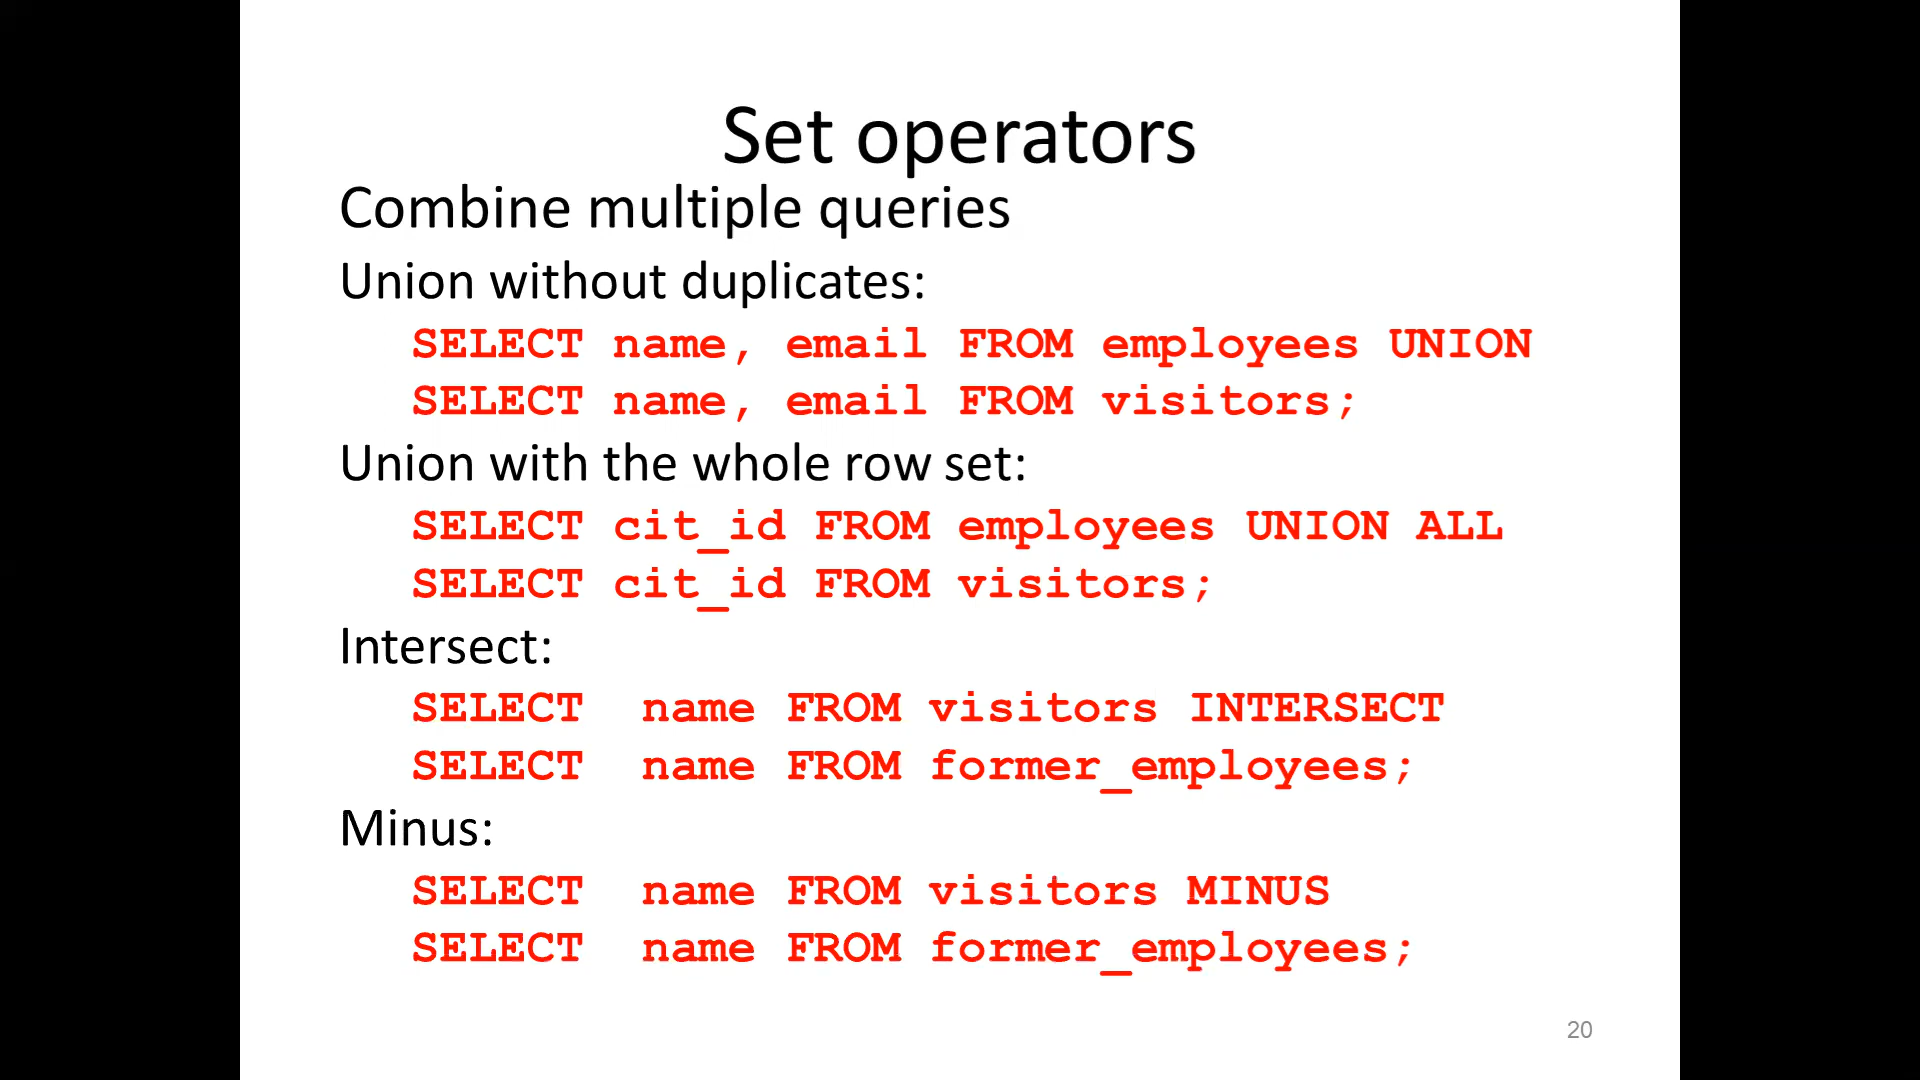 Set operators
Combine multiple queries
Union without duplicates:
SELECT name, email FROM employees UNION
SELECT name, email FROM visitors;
Union with the whole row set:
SELECT cit_id FROM employees UNION ALL
SELECT cit_id FROM visitors;
Intersect:
SELECT  name FROM visitors INTERSECT
SELECT  name FROM former_employees;
Minus:
SELECT  name FROM visitors MINUS
SELECT  name FROM former_employees;
20